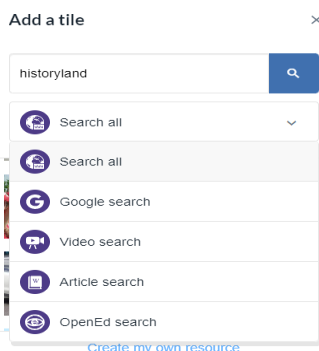 Add a tile
historyland
Search all
Search all
Google search
Video search
Article search
OpenEd search
Create my own resource